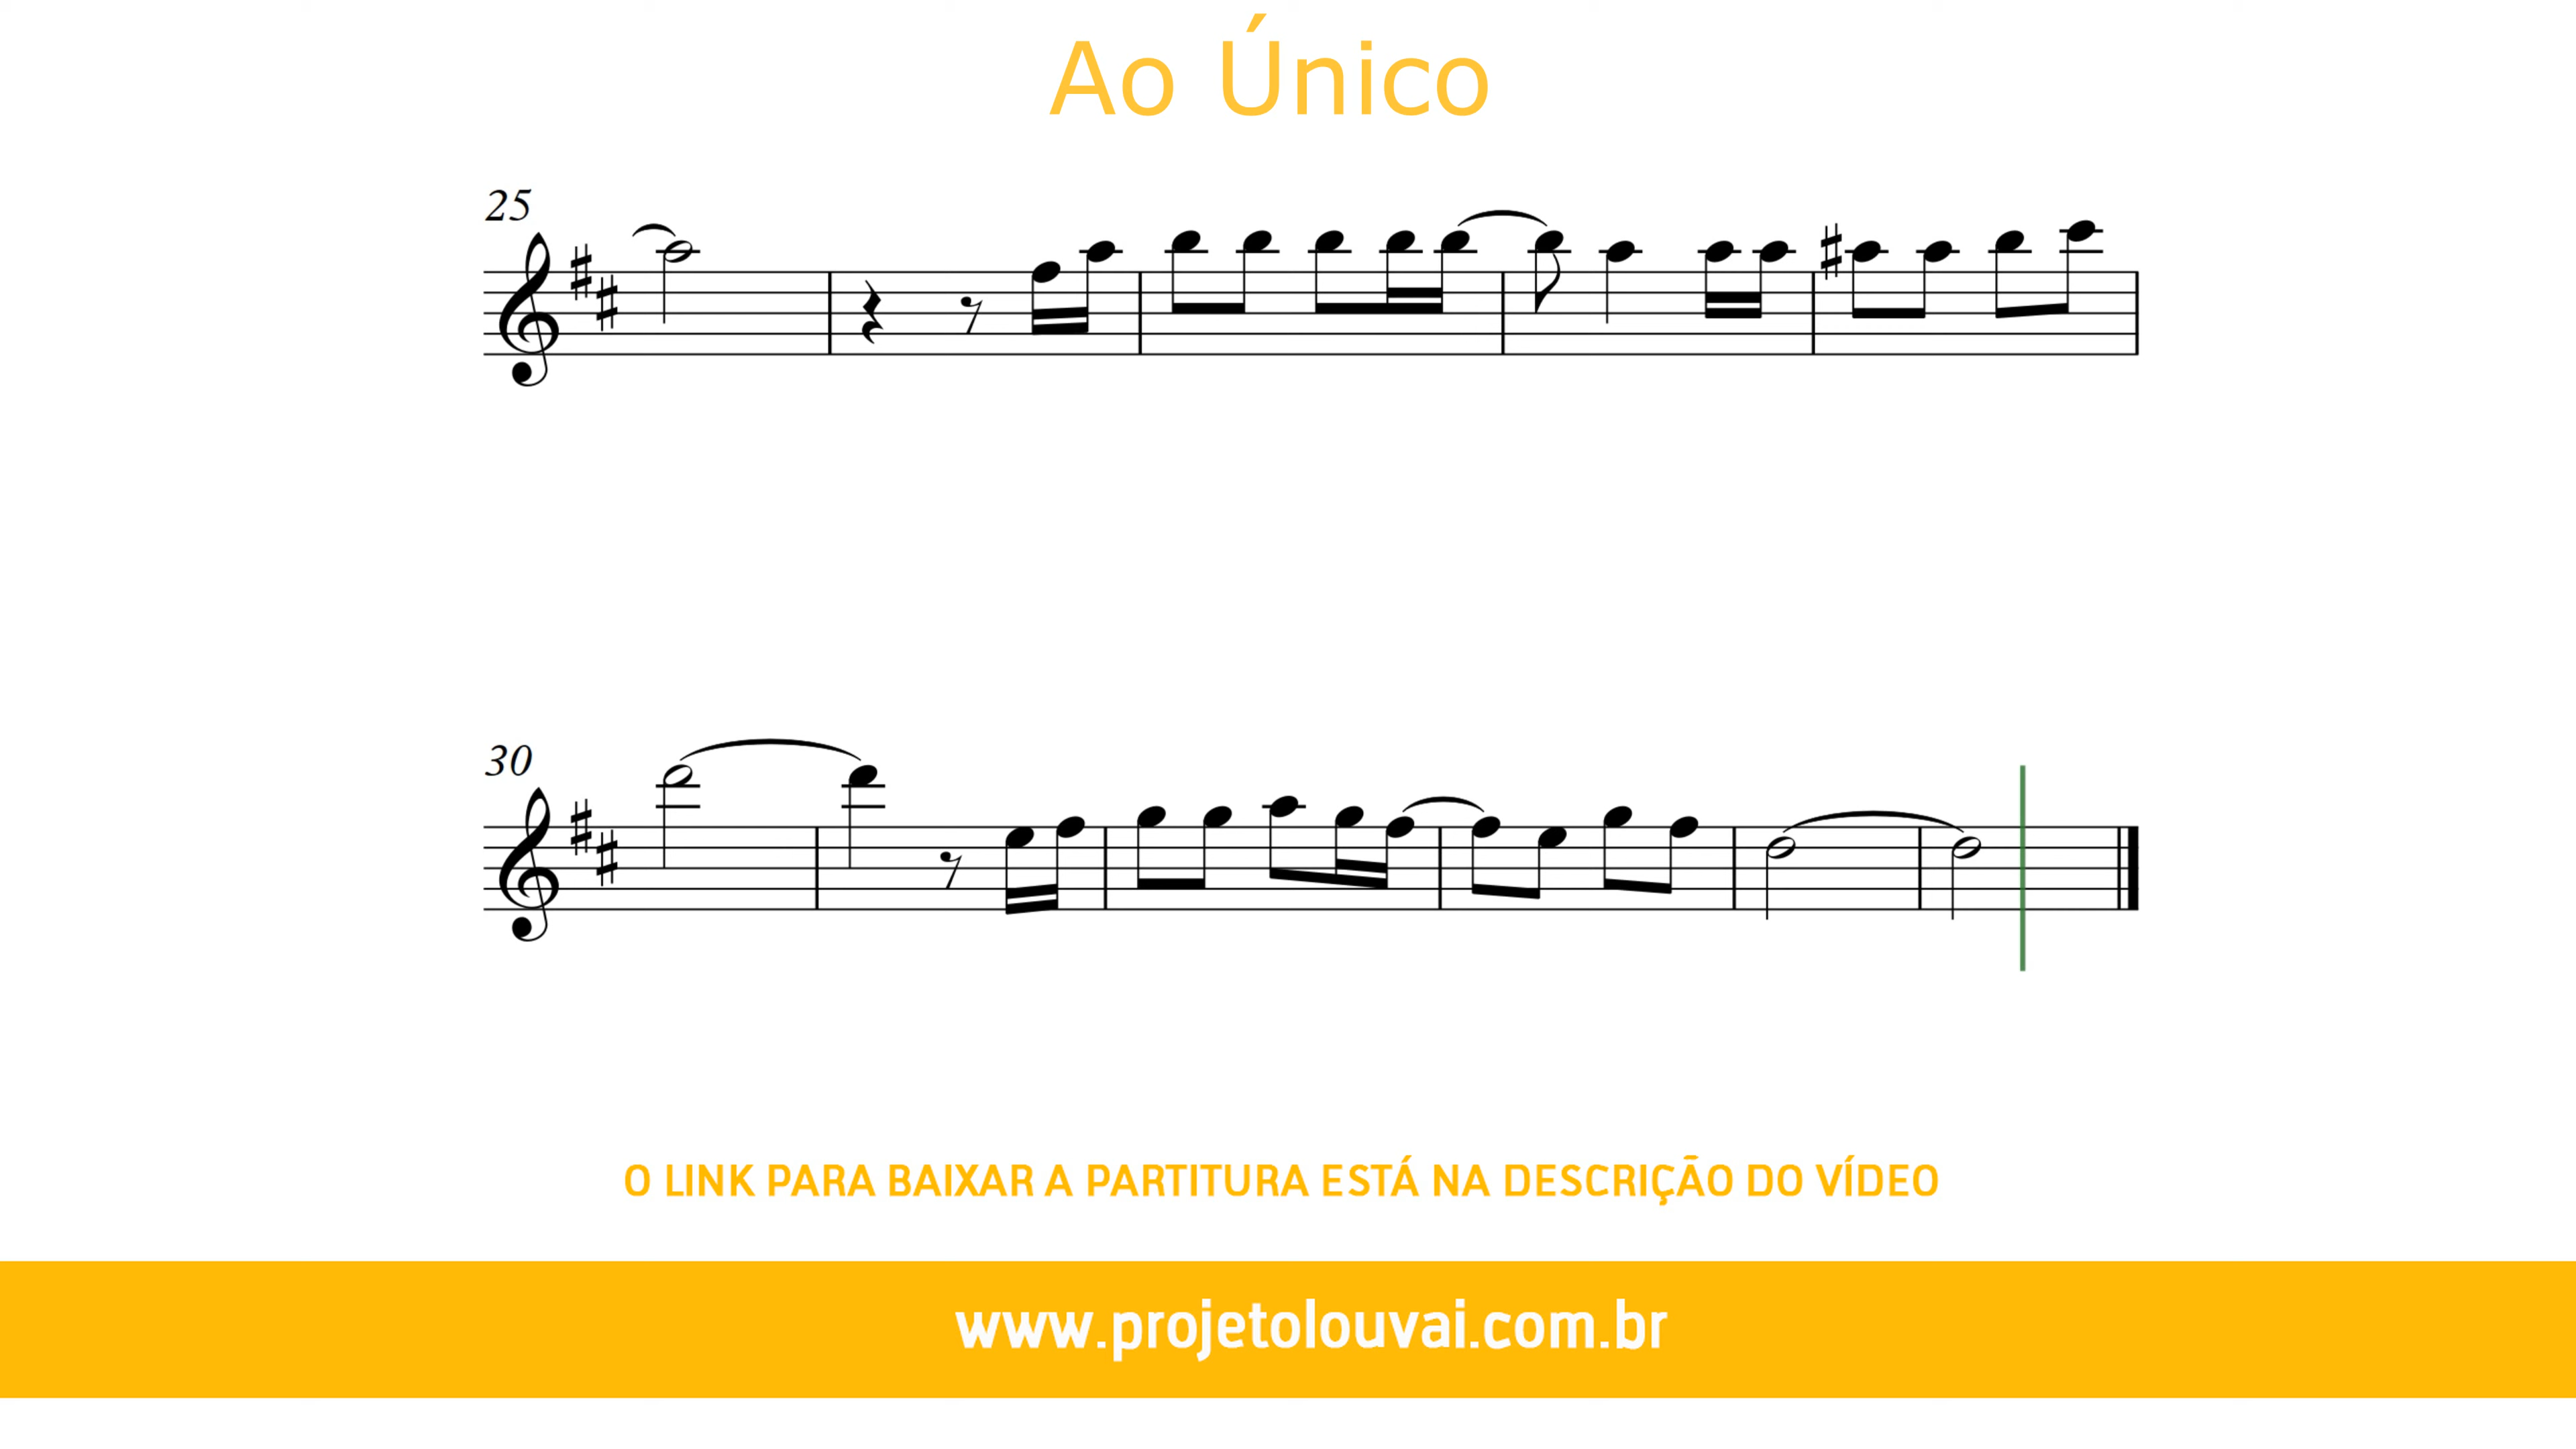 Ao Único
25
30
O LINK PARA BAIXAR A PARTITURA ESTÁ NA DESCRIÇÃO DO VÍDEO
www.projetolouvai.com.br